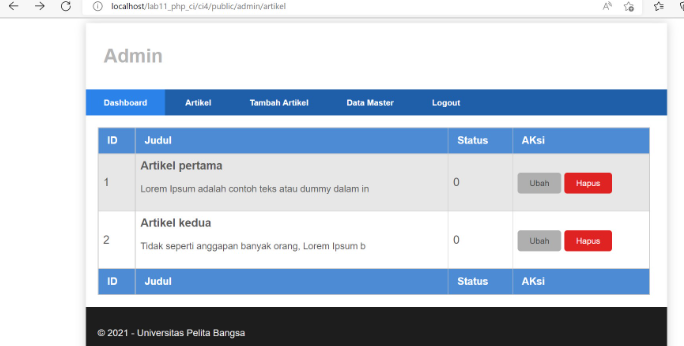 localhost/lab11_php_ci/ci4/public/admin/artikel
Admin
Dashboard Artikel Tambah Artikel Data Master Logout
ID Judul Status AKsi
1 Artikel pertama 0 Ubah Hapus
Lorem Ipsum adalah contoh teks atau dummy dalam in
2 Artikel kedua 0 Ubah Hapus
Tidak seperti anggapan banyak orang, Lorem Ipsum b
ID Judul Status AKsi
© 2021 - Universitas Pelita Bangsa